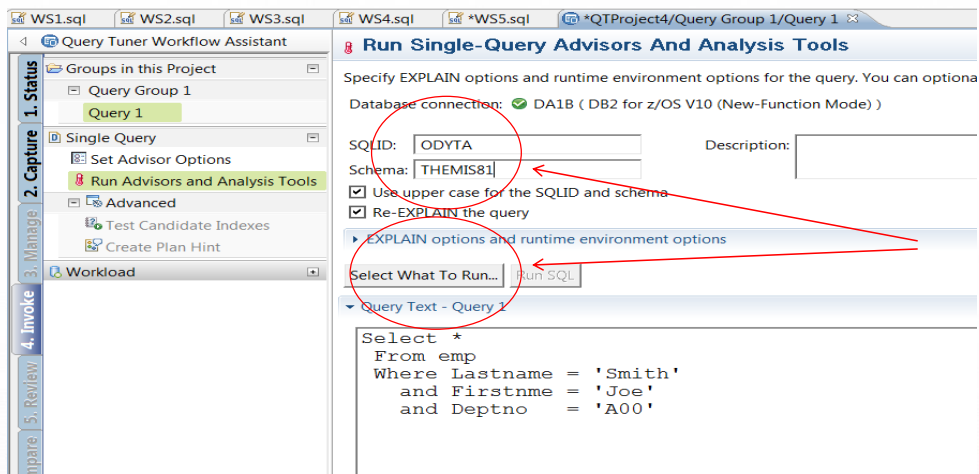 WS1.sql WS2.sql WS3.sql WS4.sql *WS5.sql *QTProject4/Query Group 1/Query 1
Query Tuner Workflow Assistant
1. Status
2. Capture
3. Manage
4. Invoke
5. Review
Groups in this Project
Query Group 1
Query 1
Single Query
Set Advisor Options
Run Advisors and Analysis Tools
Advanced
Test Candidate Indexes
Create Plan Hint
Workload
Run Single-Query Advisors And Analysis Tools
Specify EXPLAIN options and runtime environment options for the query. You can optiona
Database connection: DA1B ( DB2 for z/OS V10 (New-Function Mode) )
SQLID: ODYTA Description:
Schema: THEMIS81
Use upper case for the SQLID and schema
Re-EXPLAIN the query
EXPLAIN options and runtime environment options
Select What To Run... Run SQL
Query Text - Query 1
Select *
From emp
Where Lastname = 'Smith'
and Firstnme = 'Joe'
and Deptno = 'A00'